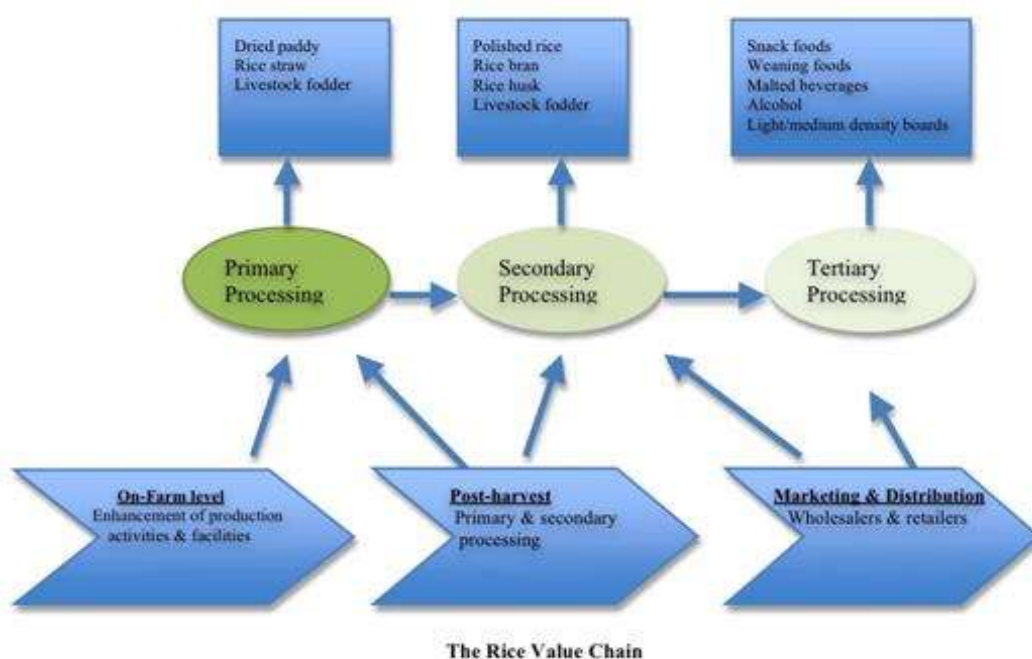 Dried paddy
Rice straw
Livestock fodder
Polished rice
Rice bran
Rice husk
Livestock fodder
Snack foods
Weaning foods
Malted beverages
Alcohol
Light/medium density boards
Primary
Processing
Secondary
Processing
Tertiary
Processing
On-Farm level
Enhancement of production
activities & facilities
Post-harvest
Primary & secondary
processing
Marketing & Distribution
Wholesalers & retailers
The Rice Value Chain